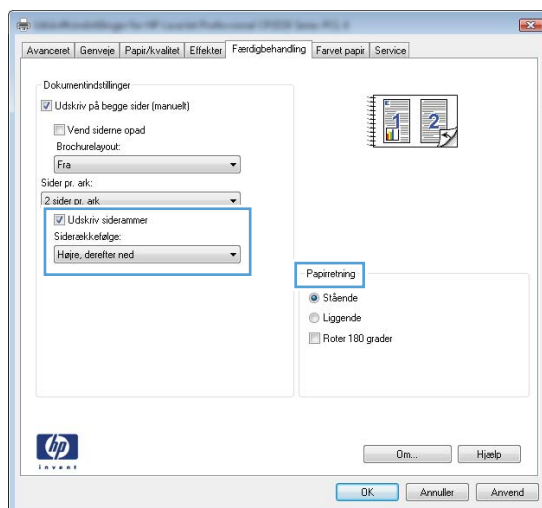 Avanceret Genveje Papir/kvalitet Effekter Færdigbehandling Farvet papir Service
Dokumentindstillinger
Udskriv på begge sider (manuelt)
Vend siderne opad
Brochurelayout:
Fra
Sider pr. ark:
2 sider pr. ark
Udskriv siderammer
Siderækkefølge:
Højre, derefter ned
1 2
Papirretning
Stående
Liggende
Roter 180 grader
hp
invent
Om... Hjælp
OK Annuller Anvend